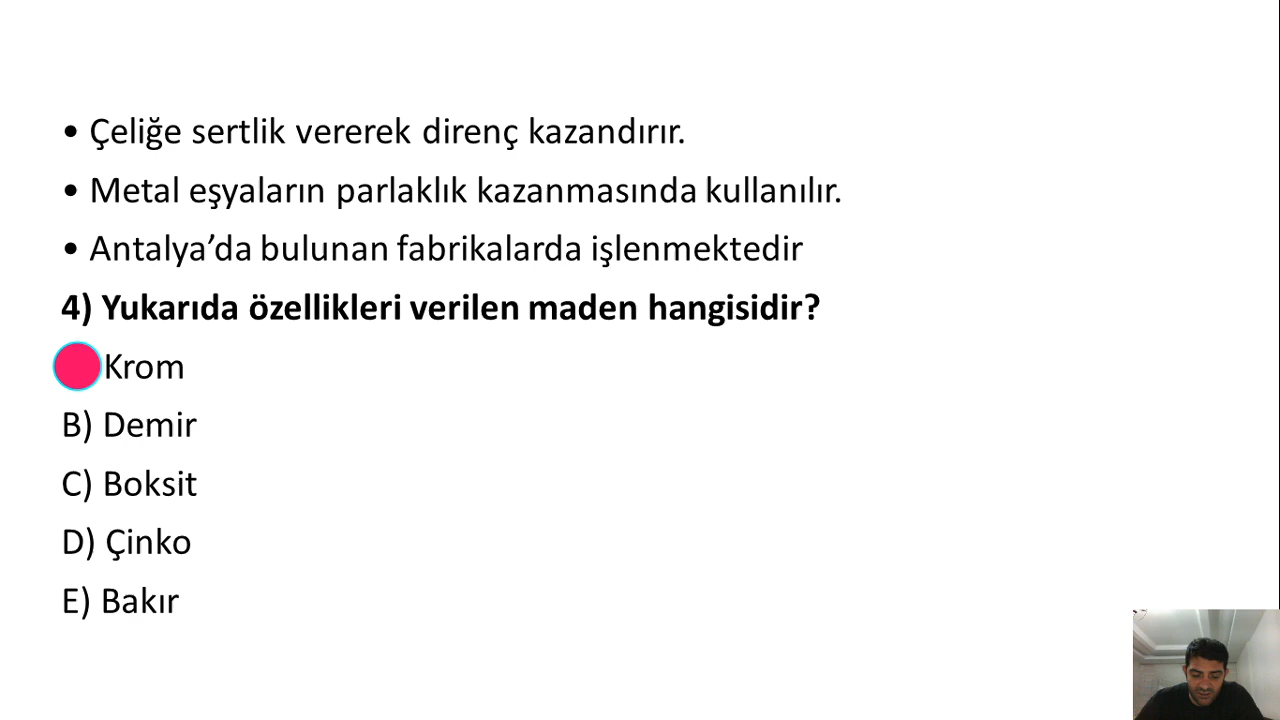 • Çeliğe sertlik vererek direnç kazandırır.
• Metal eşyaların parlaklık kazanmasında kullanılır.
• Antalya’da bulunan fabrikalarda işlenmektedir
4) Yukarıda özellikleri verilen maden hangisidir?
Krom
B) Demir
C) Boksit
D) Çinko
E) Bakır